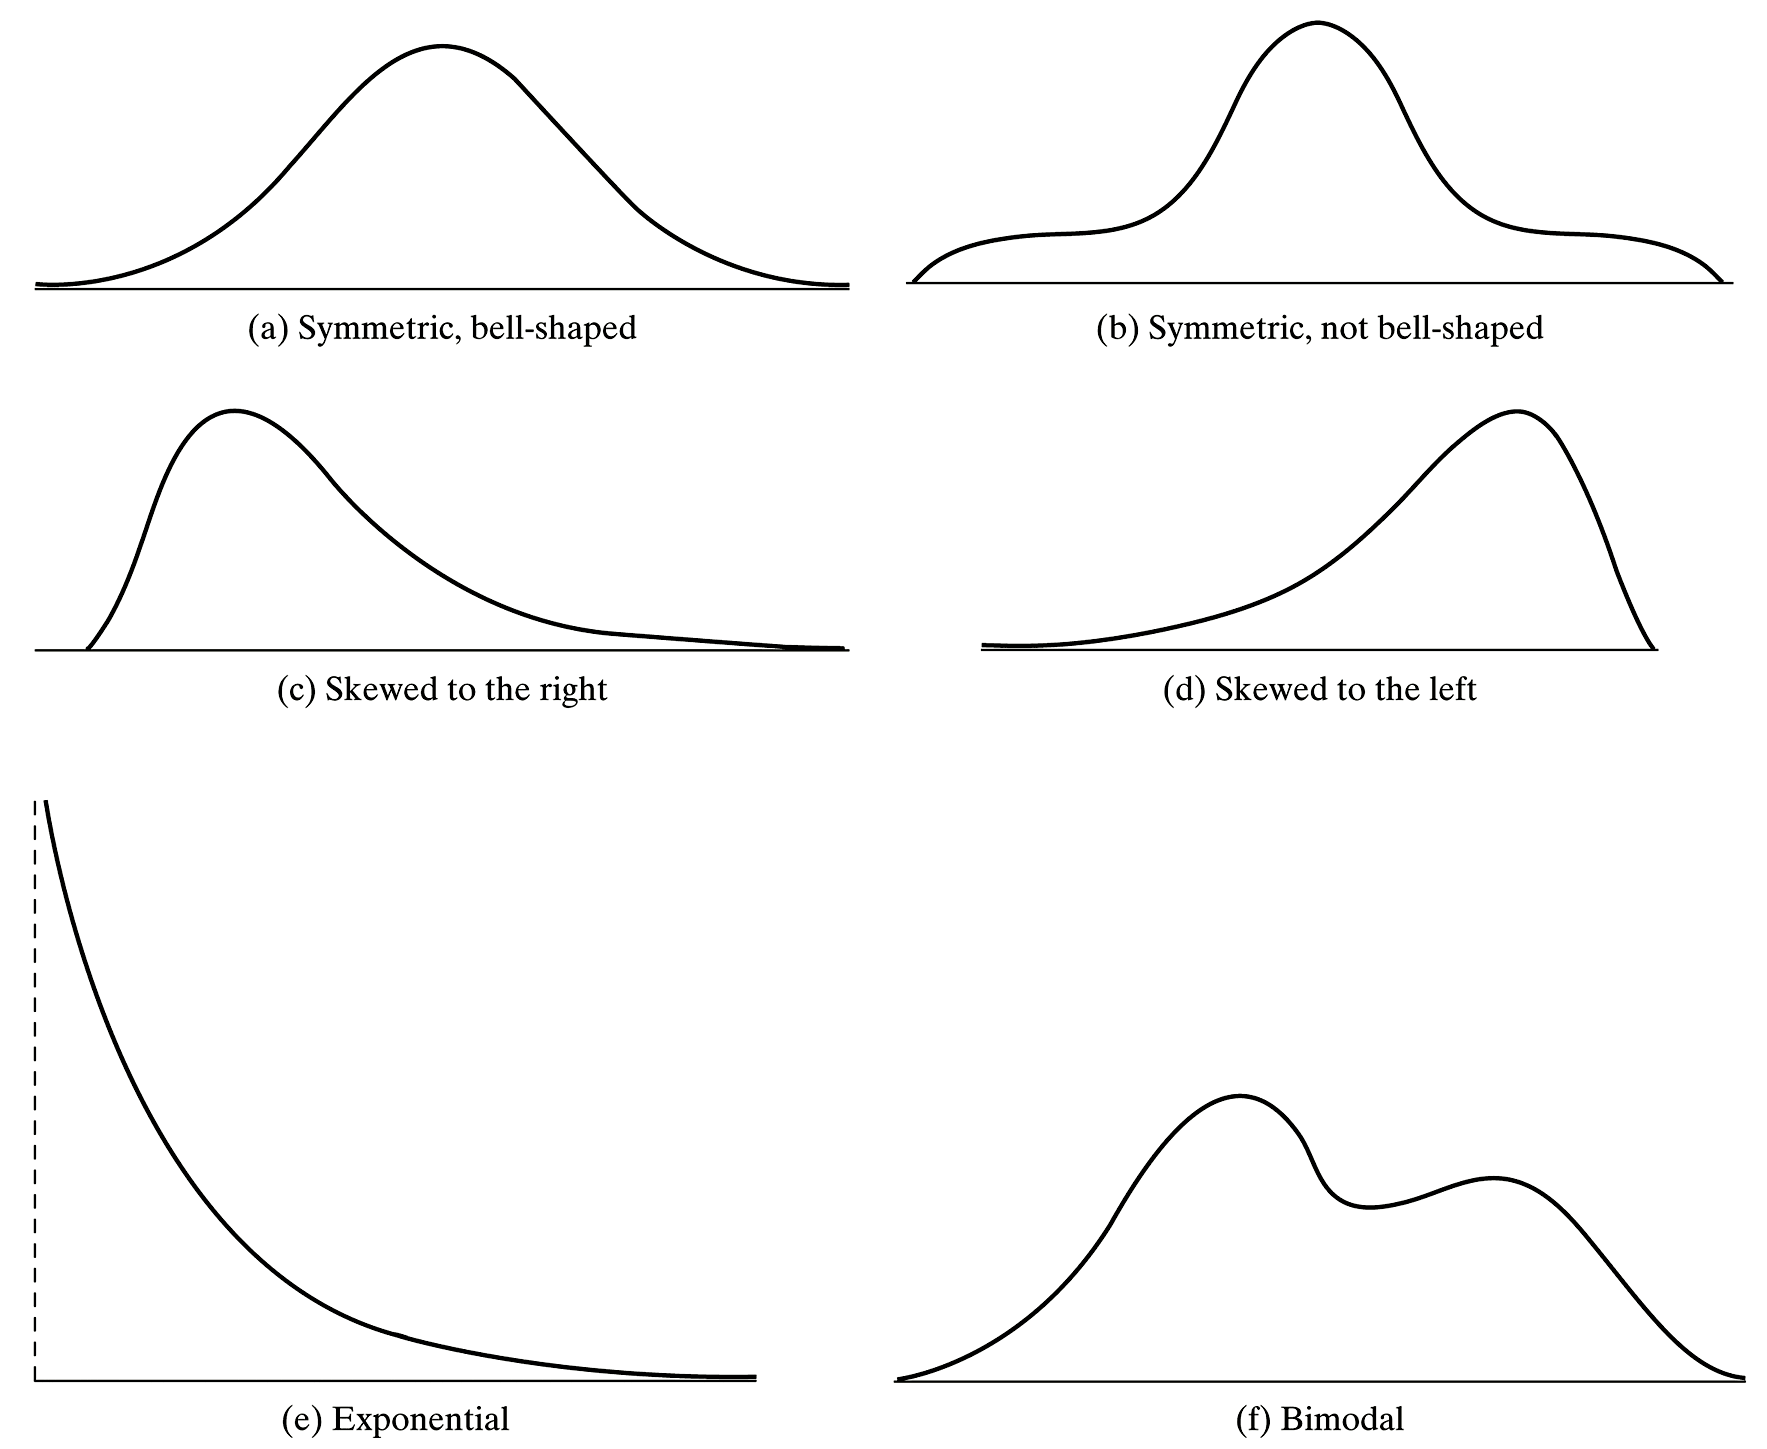 (a) Symmetric, bell-shaped
(b) Symmetric, not bell-shaped
(c) Skewed to the right
(d) Skewed to the left
(e) Exponential
(f) Bimodal